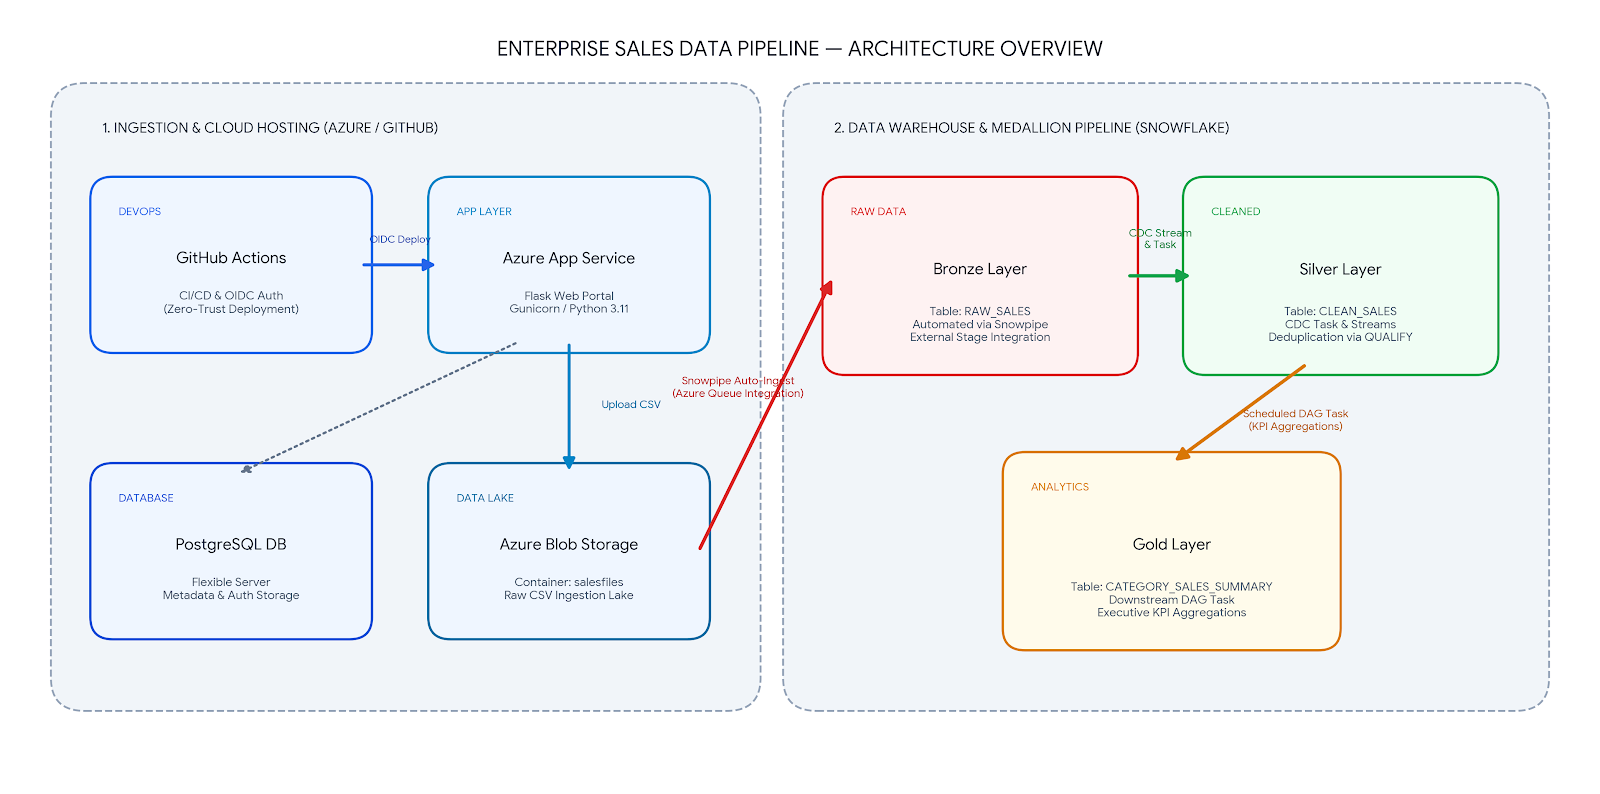 ENTERPRISE SALES DATA PIPELINE — ARCHITECTURE OVERVIEW
1. INGESTION & CLOUD HOSTING (AZURE / GITHUB)
DEVOPS
GitHub Actions
CI/CD & OIDC Auth
(Zero-Trust Deployment)
OIDC Deploy
APP LAYER
Azure App Service
Flask Web Portal
Gunicorn / Python 3.11
Upload CSV
DATABASE
PostgreSQL DB
Flexible Server
Metadata & Auth Storage
DATA LAKE
Azure Blob Storage
Container: salesfiles
Raw CSV Ingestion Lake
Snowpipe Auto-Ingest
(Azure Queue Integration)
2. DATA WAREHOUSE & MEDALLION PIPELINE (SNOWFLAKE)
RAW DATA
Bronze Layer
Table: RAW_SALES
Automated via Snowpipe
External Stage Integration
CDC Stream
& Task
CLEANED
Silver Layer
Table: CLEAN_SALES
CDC Task & Streams
Deduplication via QUALIFY
Scheduled DAG Task
(KPI Aggregations)
ANALYTICS
Gold Layer
Table: CATEGORY_SALES_SUMMARY
Downstream DAG Task
Executive KPI Aggregations